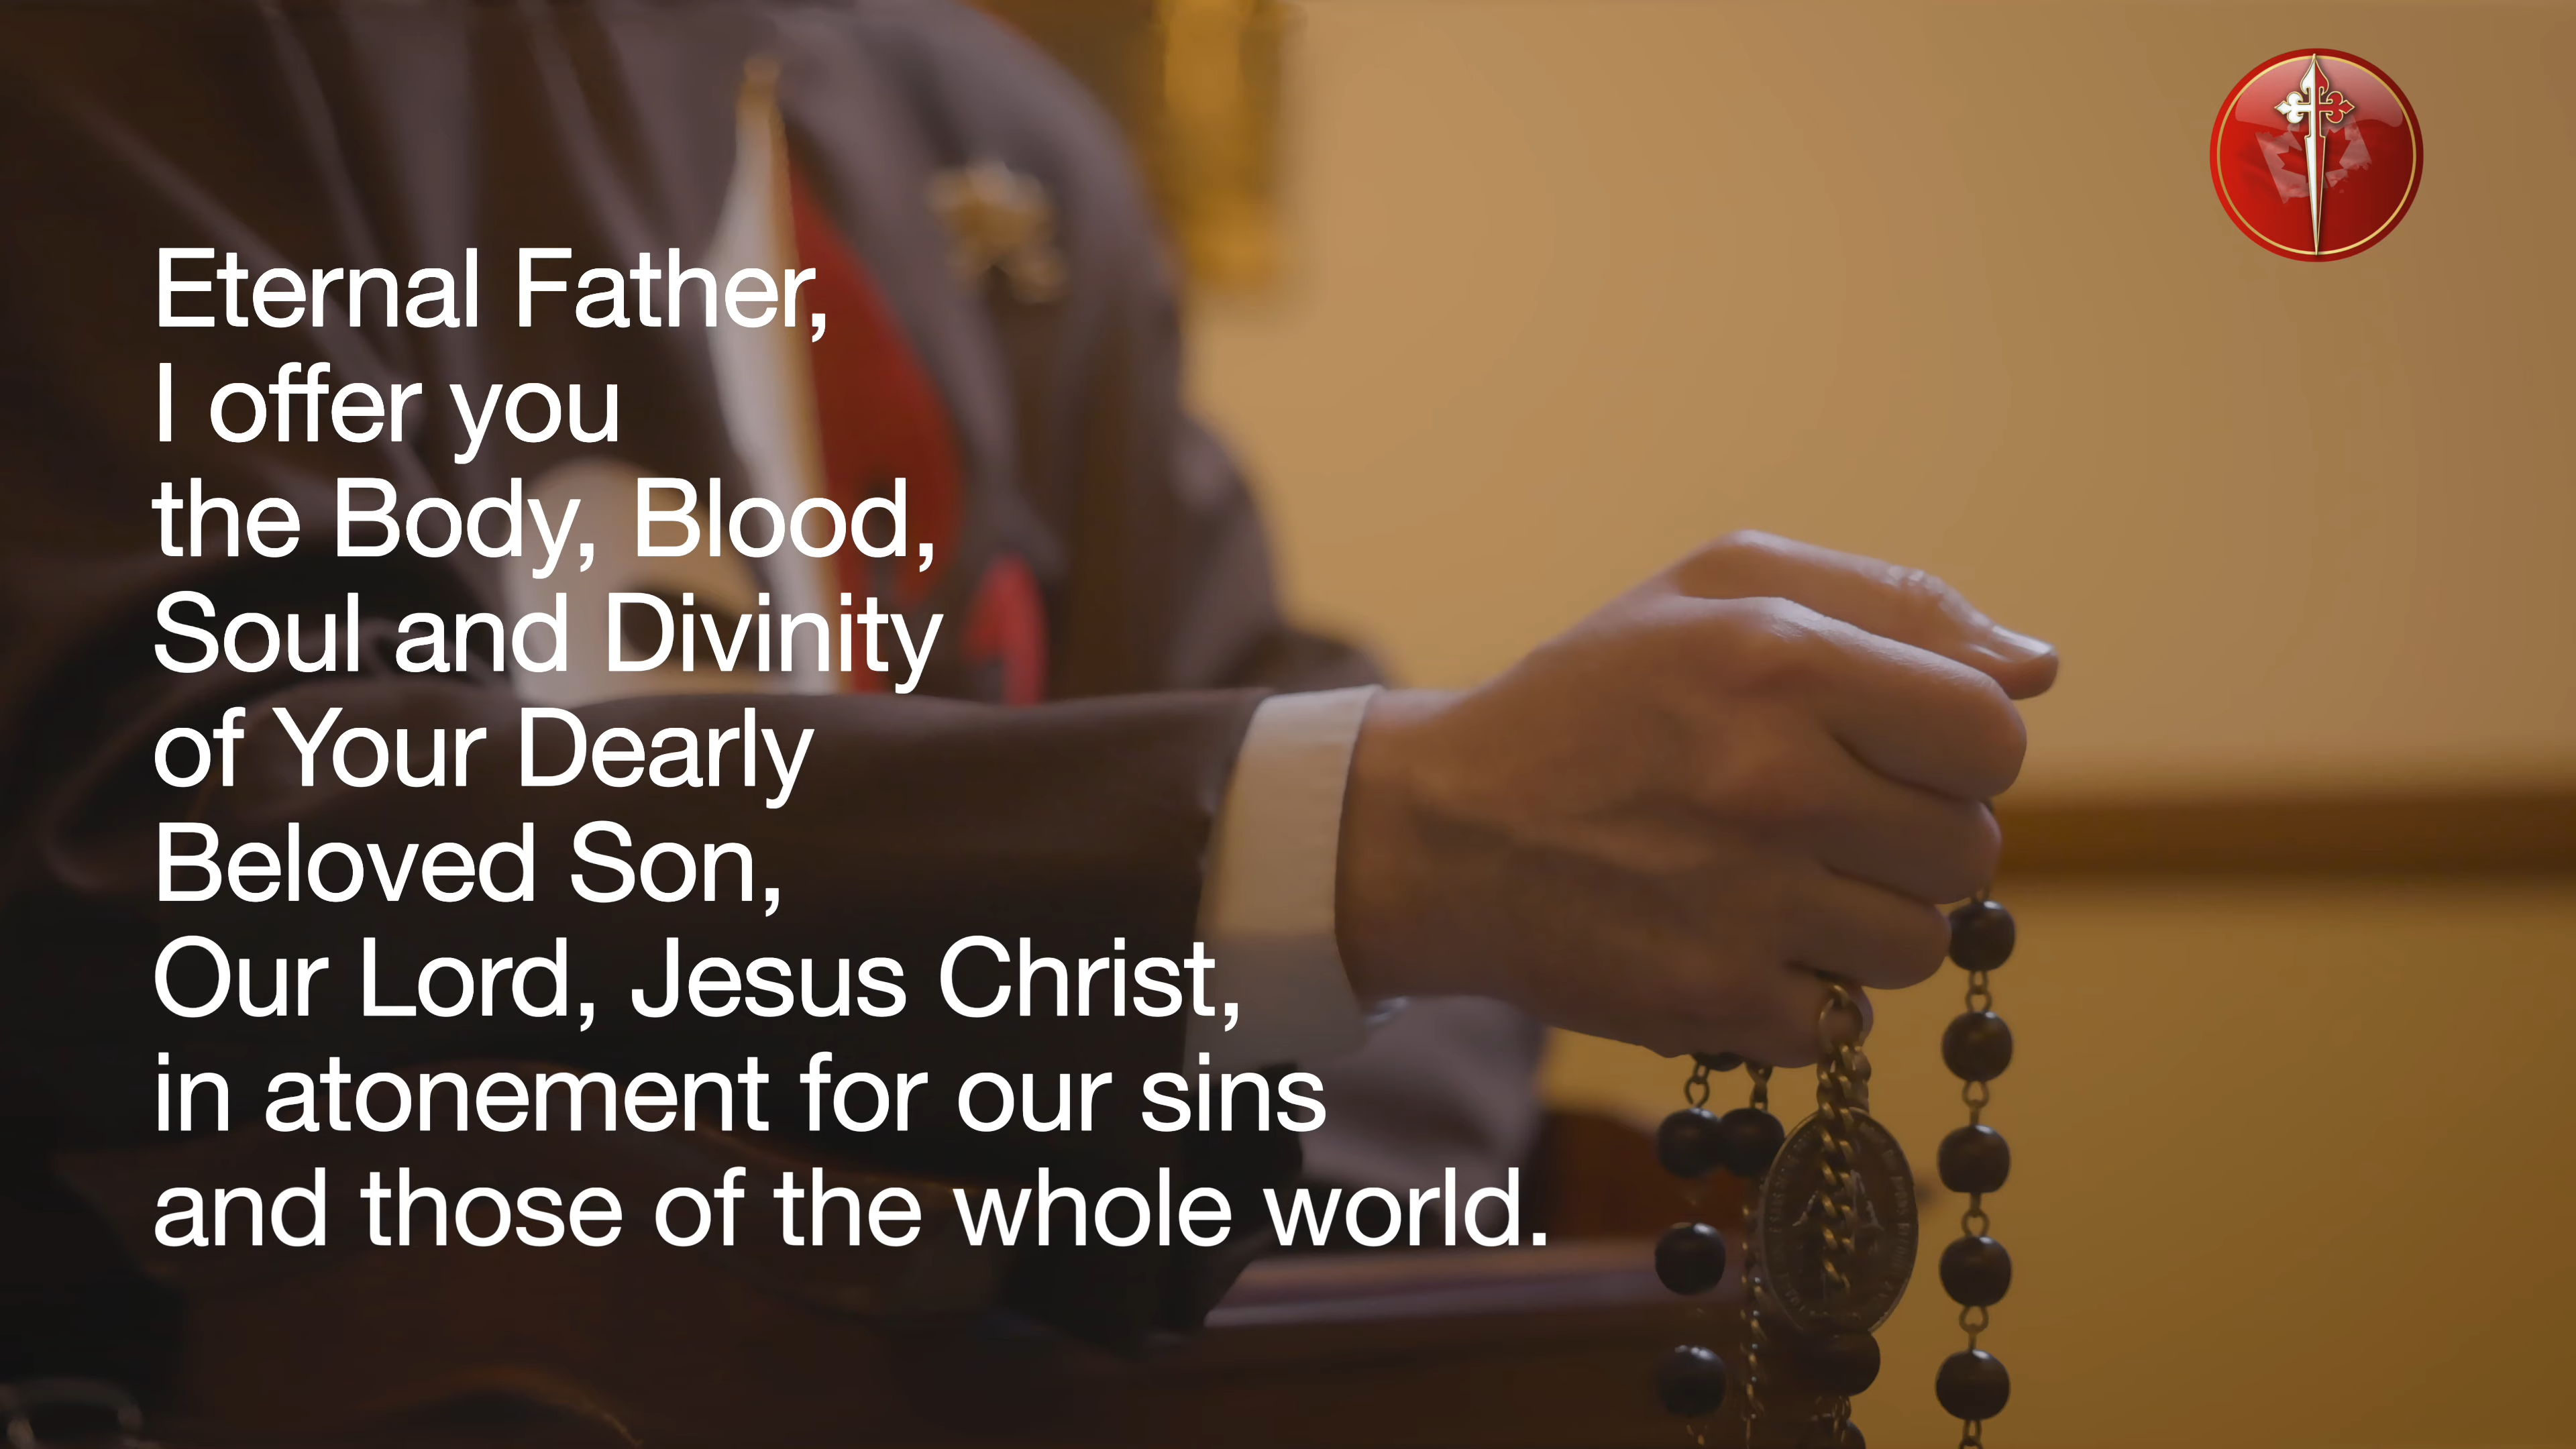 Eternal Father,
I offer you
the Body, Blood,
Soul and Divinity
of Your Dearly
Beloved Son,
Our Lord, Jesus Christ,
in atonement for our sins
and those of the whole world.